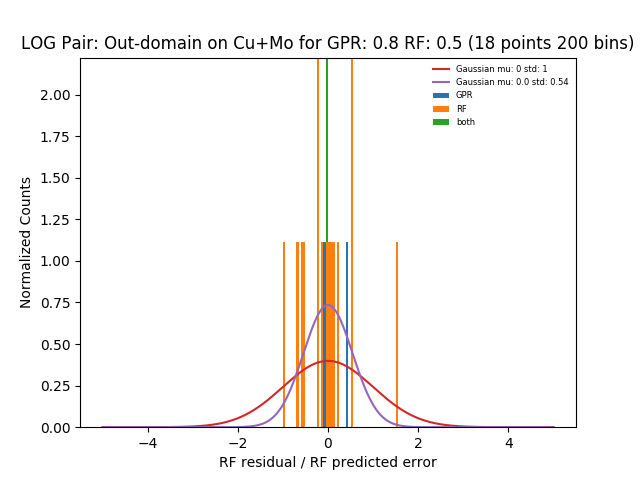 LOG Pair: Out-domain on Cu+Mo for GPR: 0.8 RF: 0.5 (18 points 200 bins)
Gaussian mu: 0 std: 1
Gaussian mu: 0.0 std: 0.54
GPR
RF
both
Normalized Counts
2.00
1.75
1.50
1.25
1.00
0.75
0.50
0.25
0.00
−4 −2 0 2 4
RF residual / RF predicted error